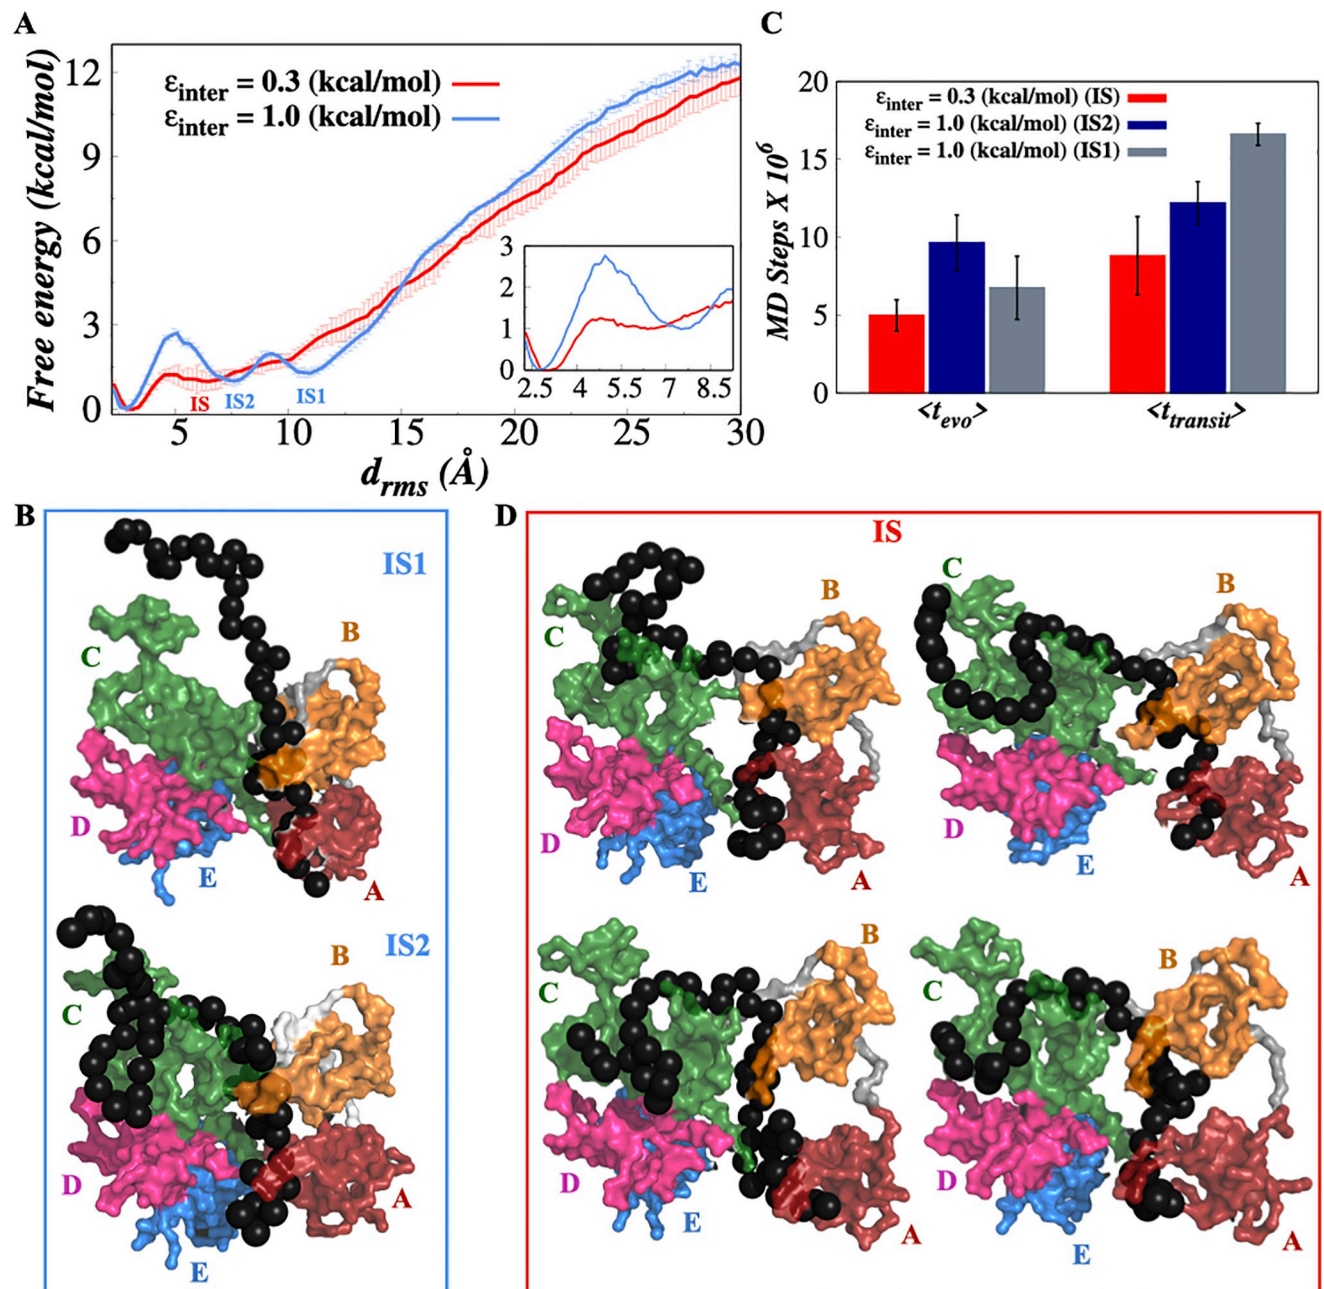 A
Free energy (kcal/mol)
12
9
6
3
0
ε_inter = 0.3 (kcal/mol)
ε_inter = 1.0 (kcal/mol)
IS
IS2
IS1
3
2
1
0
2.5 4 5.5 7 8.5
5 10 15 20 25 30
d_rms (Å)
C
MD Steps X 10^6
20
15
10
5
0
ε_inter = 0.3 (kcal/mol) (IS)
ε_inter = 1.0 (kcal/mol) (IS2)
ε_inter = 1.0 (kcal/mol) (IS1)
<t_evo> <t_transit>
B
IS1
B
C
D
E
A
IS2
B
C
D
E
A
D
IS
B
C
D
E
A
C
B
D
E
A
B
C
D
E
A
B
C
D
E
A